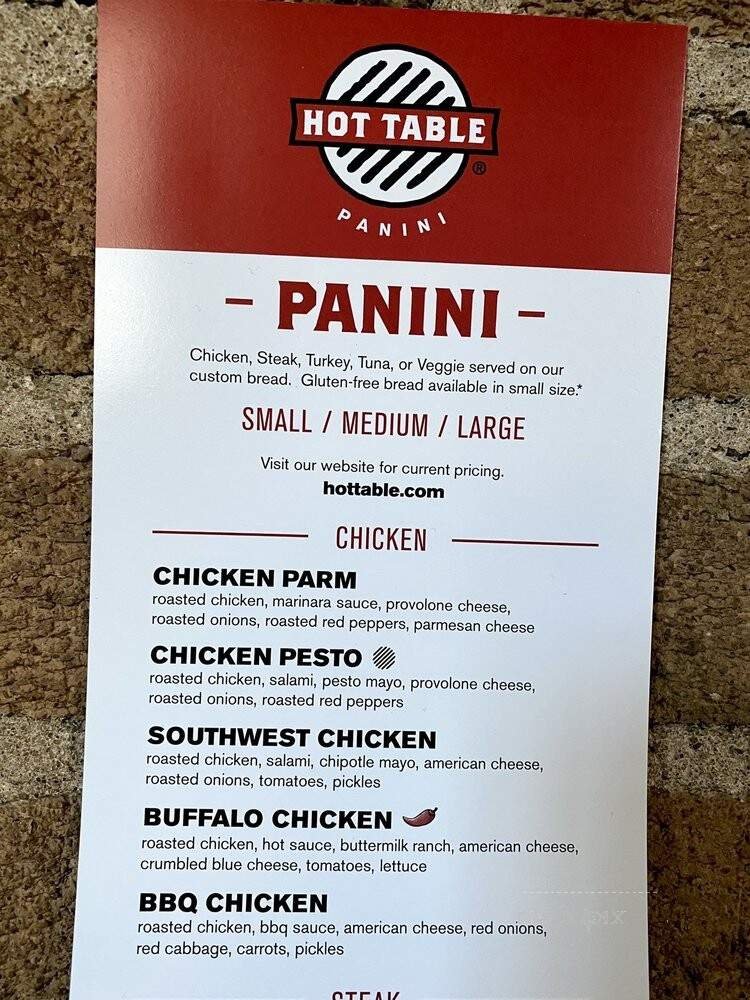 HOT TABLE
®
PANINI
- PANINI -
Chicken, Steak, Turkey, Tuna, or Veggie served on our
custom bread. Gluten-free bread available in small size.*
SMALL / MEDIUM / LARGE
Visit our website for current pricing.
hottable.com
CHICKEN
CHICKEN PARM
roasted chicken, marinara sauce, provolone cheese,
roasted onions, roasted red peppers, parmesan cheese
CHICKEN PESTO
roasted chicken, salami, pesto mayo, provolone cheese,
roasted onions, roasted red peppers
SOUTHWEST CHICKEN
roasted chicken, salami, chipotle mayo, american cheese,
roasted onions, tomatoes, pickles
BUFFALO CHICKEN
roasted chicken, hot sauce, buttermilk ranch, american cheese,
crumbled blue cheese, tomatoes, lettuce
BBQ CHICKEN
roasted chicken, bbq sauce, american cheese, red onions,
red cabbage, carrots, pickles
STEAK